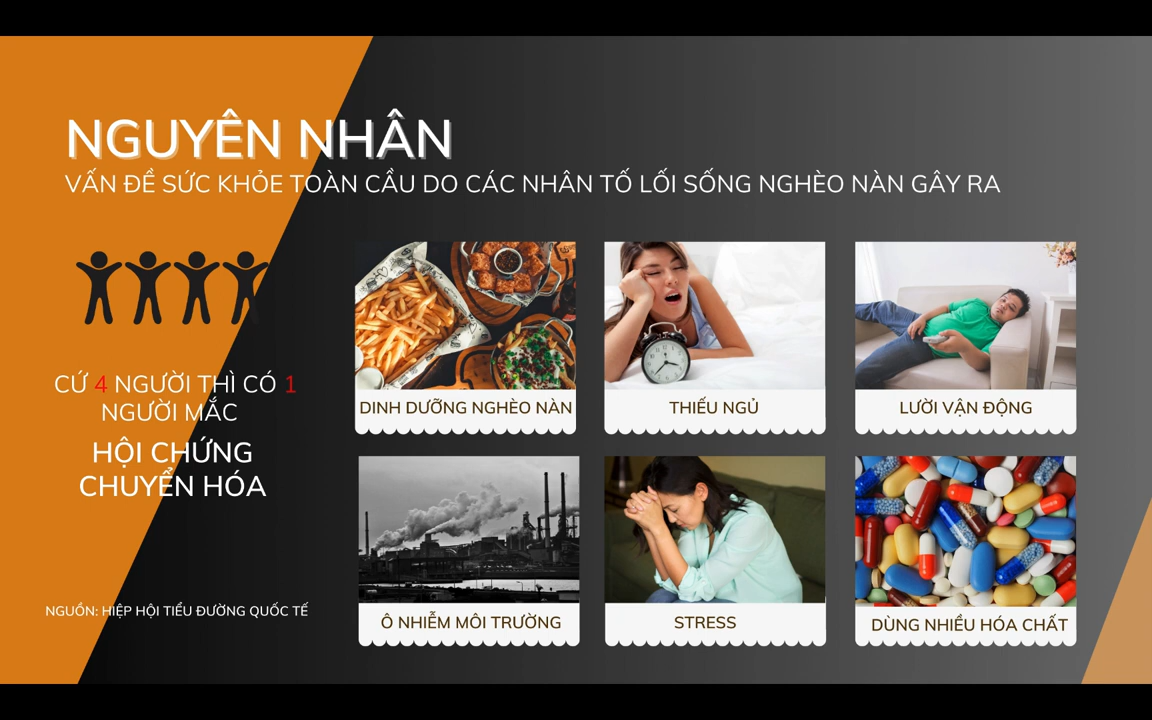 NGUYÊN NHÂN
VẤN ĐỀ SỨC KHỎE TOÀN CẦU DO CÁC NHÂN TỐ LỐI SỐNG NGHÈO NÀN GÂY RA
CỨ 4 NGƯỜI THÌ CÓ 1
NGƯỜI MẮC
HỘI CHỨNG
CHUYỂN HÓA
NGUỒN: HIỆP HỘI TIỂU ĐƯỜNG QUỐC TẾ
DINH DƯỠNG NGHÈO NÀN
THIẾU NGỦ
LƯỜI VẬN ĐỘNG
Ô NHIỄM MÔI TRƯỜNG
STRESS
DÙNG NHIỀU HÓA CHẤT